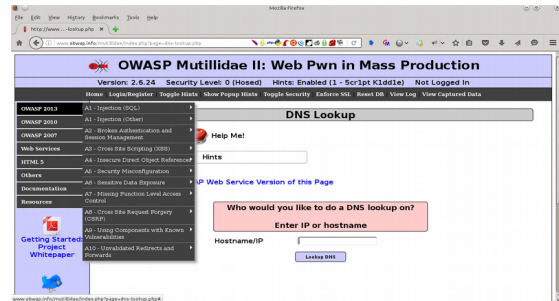 Mozilla Firefox
File Edit View History Bookmarks Tools Help
http://www....-lookup.php
www.owasp.info/mutillidae/index.php?page=dns-lookup.php
OWASP Mutillidae II: Web Pwn in Mass Production
Version: 2.6.24 Security Level: 0 (Hosed) Hints: Enabled (1 - 5cr1pt K1dd1e) Not Logged In
Home Login/Register Toggle Hints Show Popup Hints Toggle Security Enforce SSL Reset DB View Log View Captured Data
OWASP 2013
OWASP 2010
OWASP 2007
Web Services
HTML 5
Others
Documentation
Resources
A1 - Injection (SQL)
A1 - Injection (Other)
A2 - Broken Authentication and
Session Management
A3 - Cross Site Scripting (XSS)
A4 - Insecure Direct Object References
A5 - Security Misconfiguration
A6 - Sensitive Data Exposure
A7 - Missing Function Level Access
Control
A8 - Cross Site Request Forgery
(CSRF)
A9 - Using Components with Known
Vulnerabilities
A10 - Unvalidated Redirects and
Forwards
DNS Lookup
Help Me!
Hints
AP Web Service Version of this Page
Who would you like to do a DNS lookup on?
Enter IP or hostname
Hostname/IP
Lookup DNS
Getting Started:
Project
Whitepaper
www.owasp.info/mutillidae/index.php?page=dns-lookup.php#